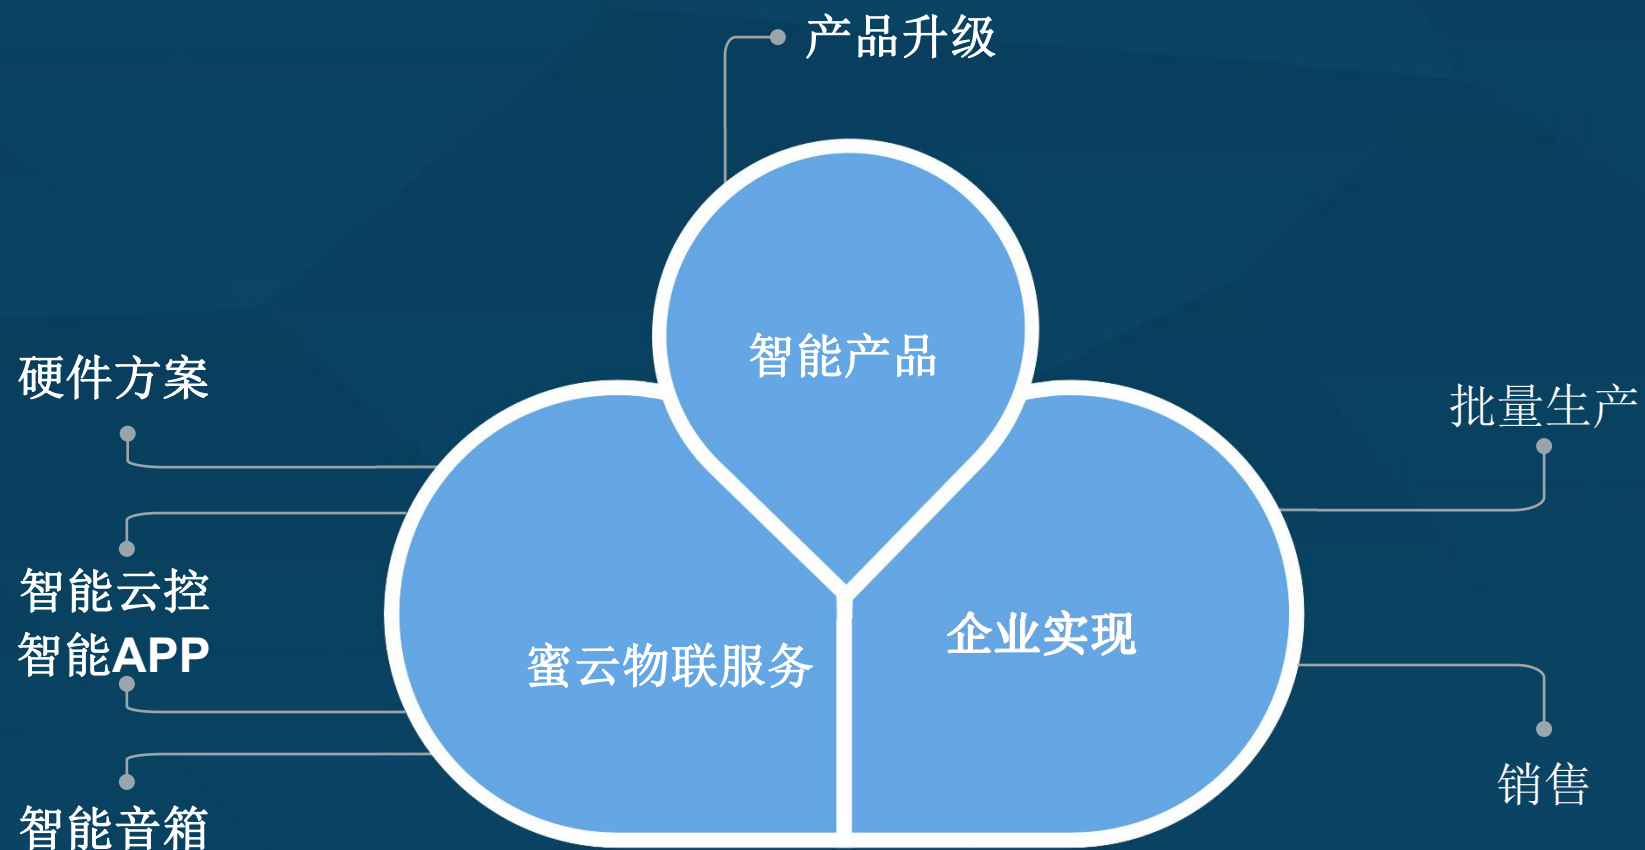 产品升级
智能产品
硬件方案
批量生产
智能云控
智能APP
企业实现
蜜云物联服务
销售
智能音箱